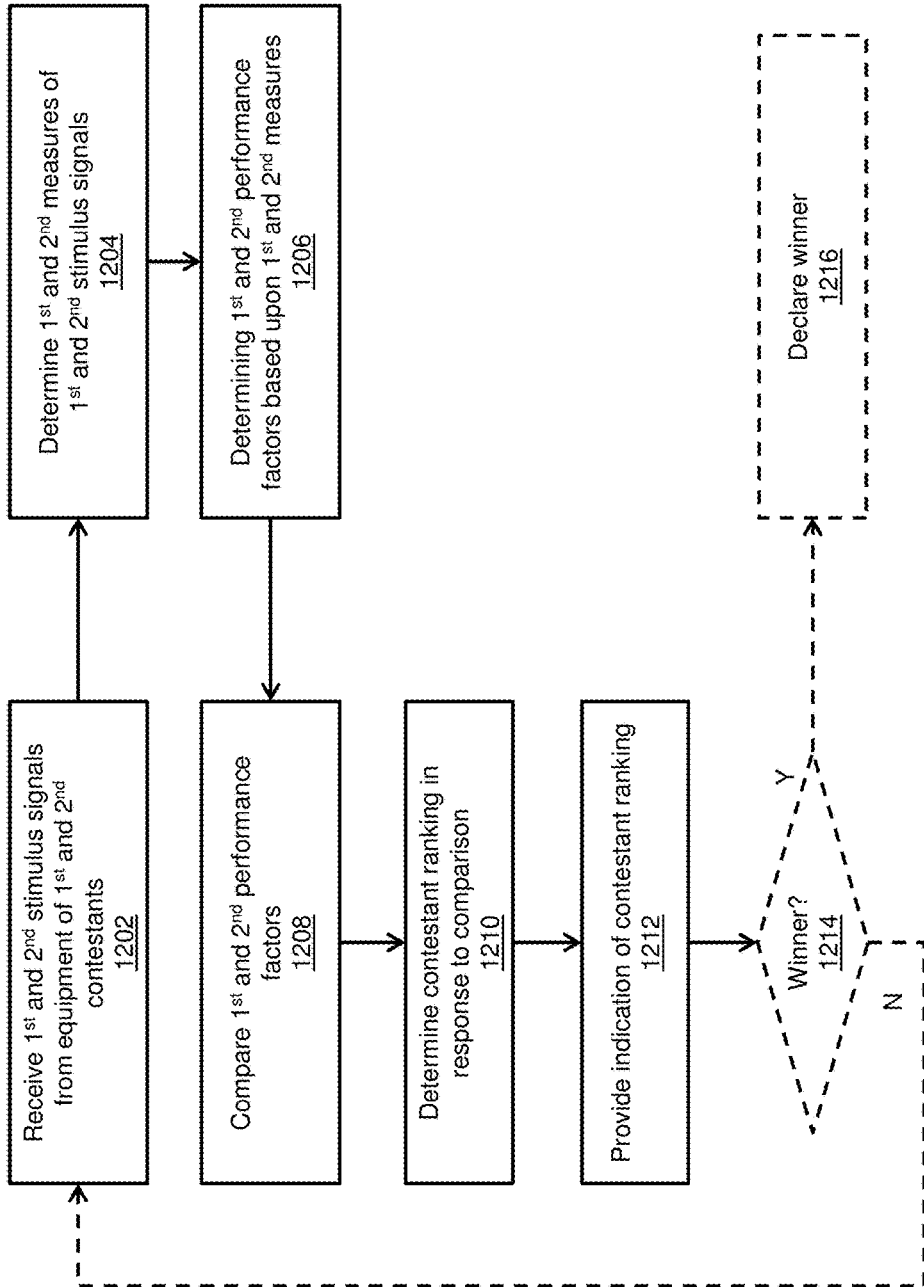 Receive 1st and 2nd stimulus signals
from equipment of 1st and 2nd
contestants
1202
Determine 1st and 2nd measures of
1st and 2nd stimulus signals
1204
Determining 1st and 2nd performance
factors based upon 1st and 2nd measures
1206
Compare 1st and 2nd performance
factors
1208
Determine contestant ranking in
response to comparison
1210
Provide indication of contestant ranking
1212
Winner?
1214
Y
N
Declare winner
1216